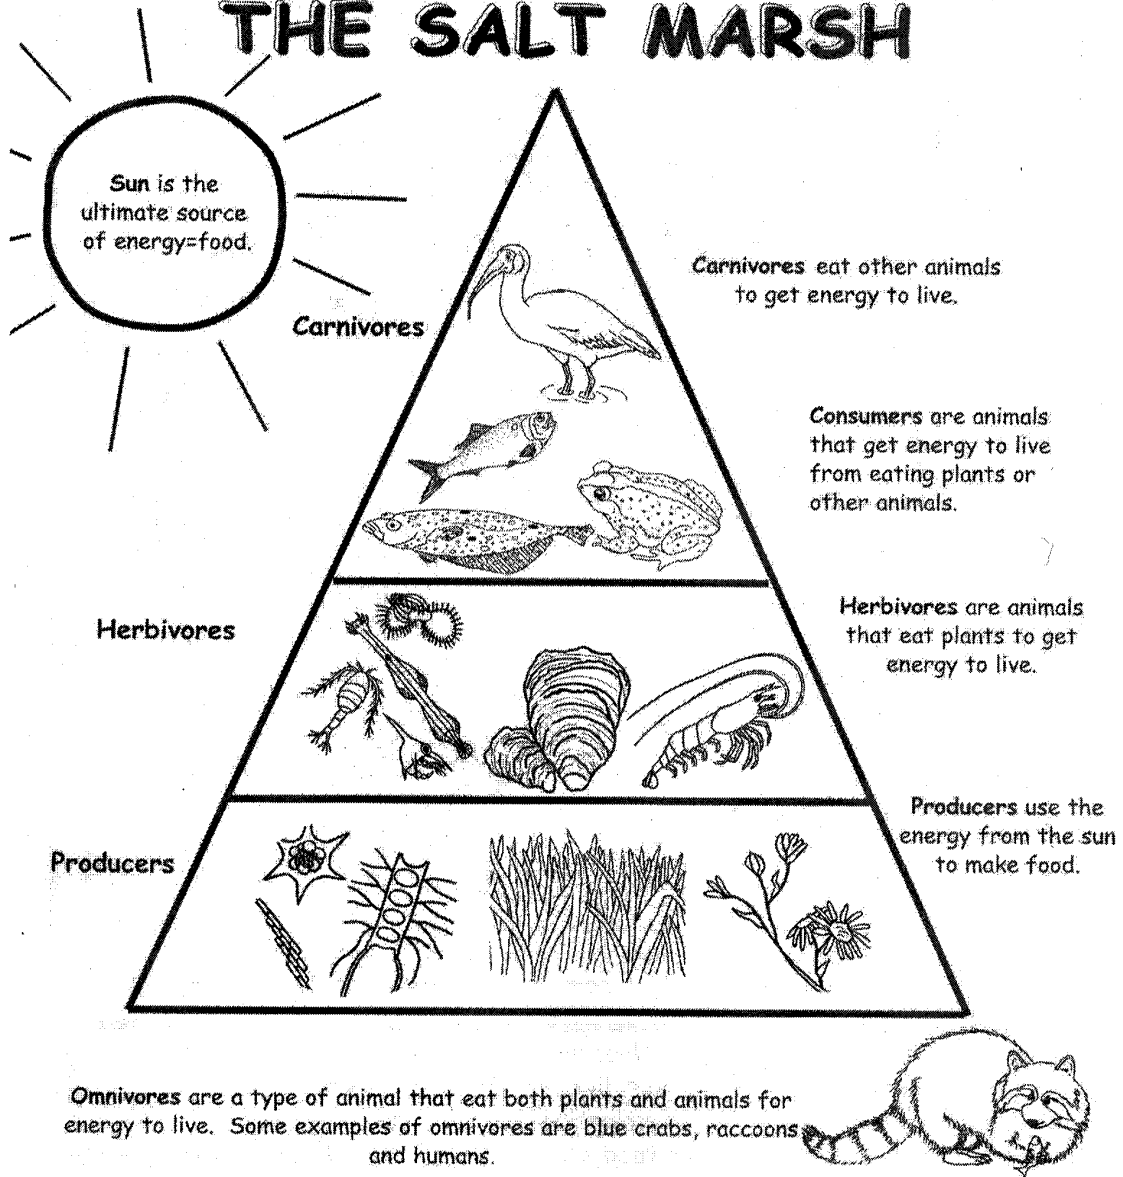 THE SALT MARSH
Sun is the
ultimate source
of energy=food.
Carnivores
Carnivores eat other animals
to get energy to live.
Consumers are animals
that get energy to live
from eating plants or
other animals.
Herbivores
Herbivores are animals
that eat plants to get
energy to live.
Producers
Producers use the
energy from the sun
to make food.
Omnivores are a type of animal that eat both plants and animals for
energy to live. Some examples of omnivores are blue crabs, raccoons
and humans.